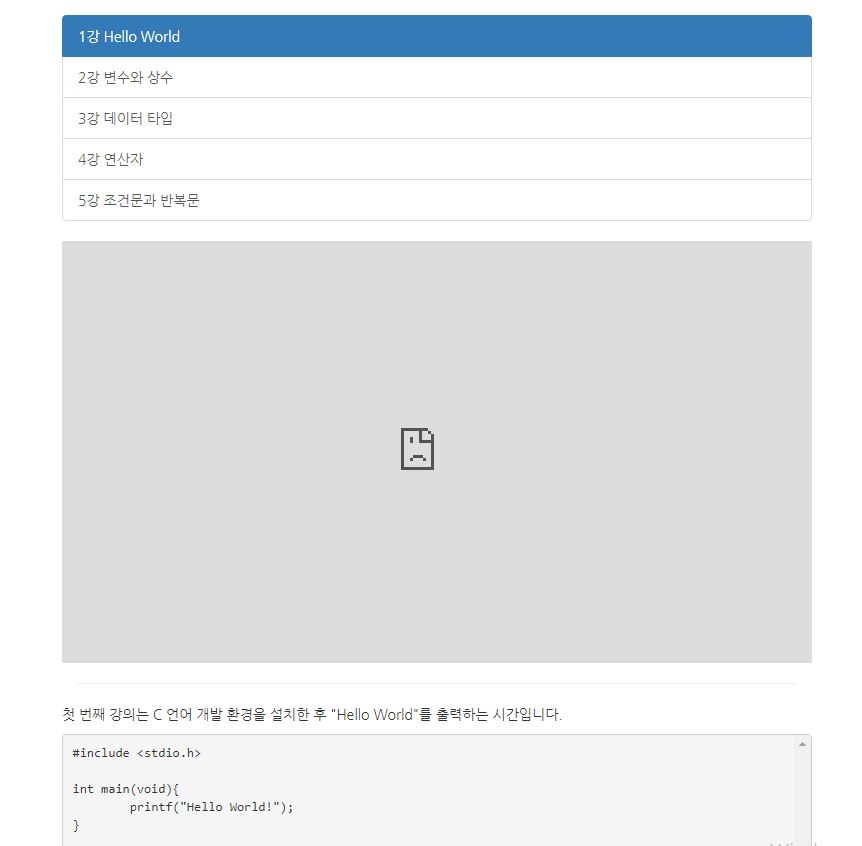 1강 Hello World
2강 변수와 상수
3강 데이터 타입
4강 연산자
5강 조건문과 반복문
첫 번째 강의는 C 언어 개발 환경을 설치한 후 "Hello World"를 출력하는 시간입니다.
#include <stdio.h>
int main(void){
        printf("Hello World!");
}